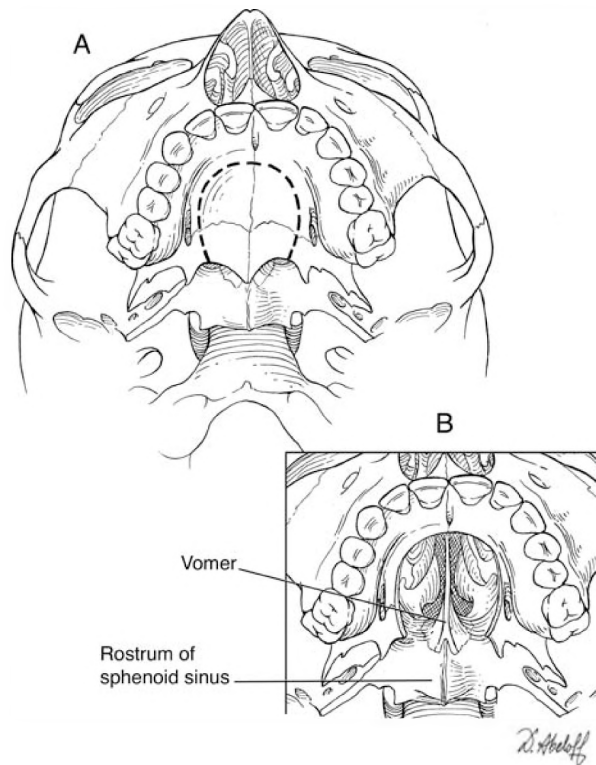 A
B
Vomer
Rostrum of
sphenoid sinus
D. Abeloff